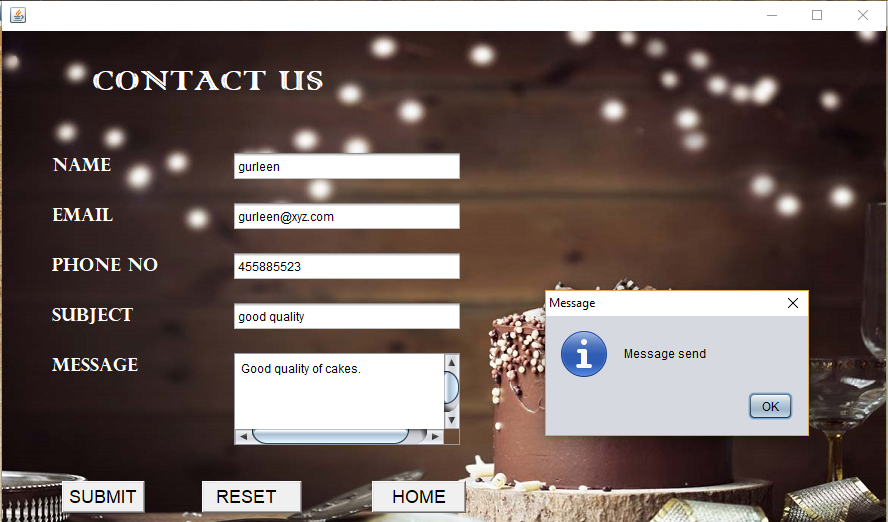 CONTACT US
NAME
gurleen
EMAIL
gurleen@xyz.com
PHONE NO
455885523
SUBJECT
good quality
MESSAGE
Good quality of cakes.
Message
Message send
OK
SUBMIT
RESET
HOME